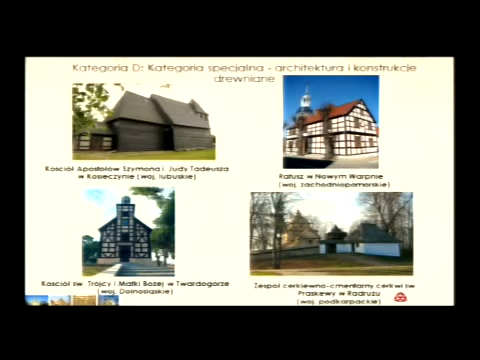 Kategoria D: Kategoria specjalna - architektura i konstrukcje
drewniane
Kościół Apostołów Szymona i Judy Tadeusza
w Kosieczynie (woj. lubuskie)
Ratusz w Nowym Warpnie
(woj. zachodniopomorskie)
Kościół św. Trójcy i Matki Bożej w Twardogórze
(woj. Dolnośląskie)
Zespół cerkiewno-cmentarny cerkwi św.
Praskewy w Radrużu
(woj. podkarpackie)